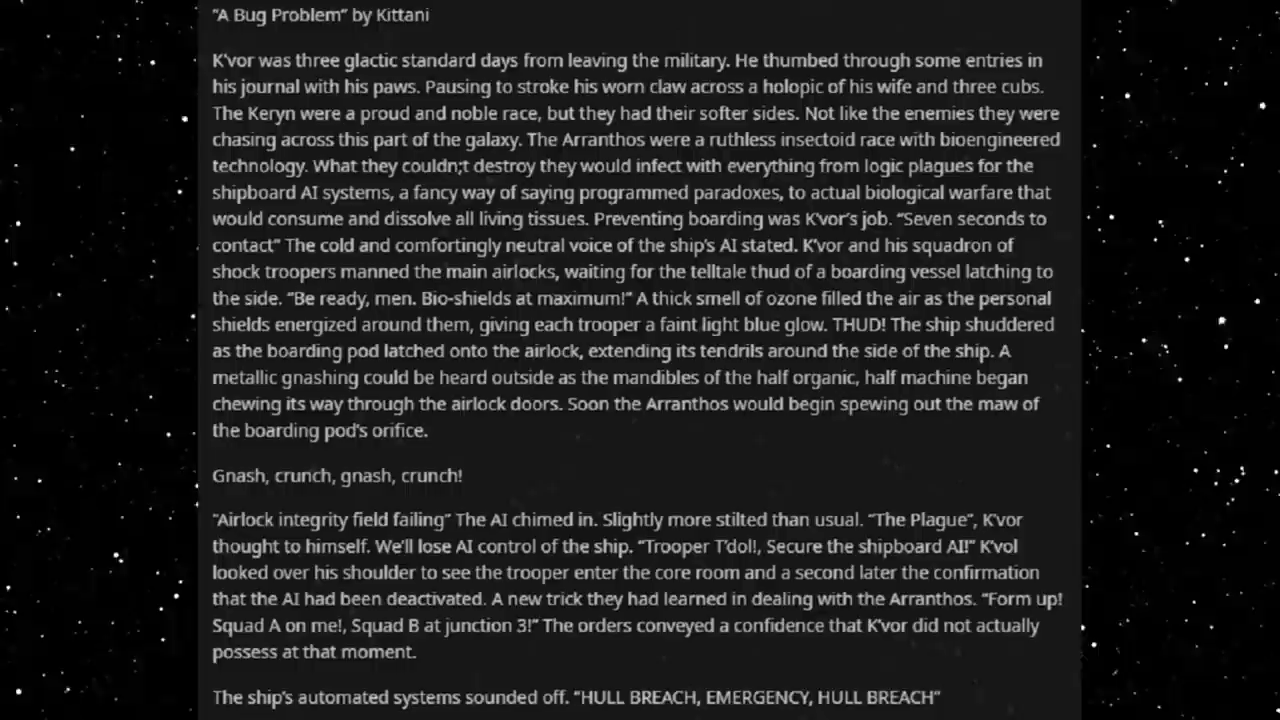 “A Bug Problem” by Kittani
K’vor was three glactic standard days from leaving the military. He thumbed through some entries in
his journal with his paws. Pausing to stroke his worn claw across a holopic of his wife and three cubs.
The Keryn were a proud and noble race, but they had their softer sides. Not like the enemies they were
chasing across this part of the galaxy. The Arranthos were a ruthless insectoid race with bioengineered
technology. What they couldn;t destroy they would infect with everything from logic plagues for the
shipboard AI systems, a fancy way of saying programmed paradoxes, to actual biological warfare that
would consume and dissolve all living tissues. Preventing boarding was K’vor’s job. “Seven seconds to
contact” The cold and comfortingly neutral voice of the ship’s AI stated. K’vor and his squadron of
shock troopers manned the main airlocks, waiting for the telltale thud of a boarding vessel latching to
the side. “Be ready, men. Bio-shields at maximum!” A thick smell of ozone filled the air as the personal
shields energized around them, giving each trooper a faint light blue glow. THUD! The ship shuddered
as the boarding pod latched onto the airlock, extending its tendrils around the side of the ship. A
metallic gnashing could be heard outside as the mandibles of the half organic, half machine began
chewing its way through the airlock doors. Soon the Arranthos would begin spewing out the maw of
the boarding pod’s orifice.
Gnash, crunch, gnash, crunch!
“Airlock integrity field failing” The AI chimed in. Slightly more stilted than usual. “The Plague”, K’vor
thought to himself. We’ll lose AI control of the ship. “Trooper T’dol!, Secure the shipboard AI!” K’vol
looked over his shoulder to see the trooper enter the core room and a second later the confirmation
that the AI had been deactivated. A new trick they had learned in dealing with the Arranthos. “Form up!
Squad A on me!, Squad B at junction 3!” The orders conveyed a confidence that K’vor did not actually
possess at that moment.
The ship’s automated systems sounded off. “HULL BREACH, EMERGENCY, HULL BREACH”